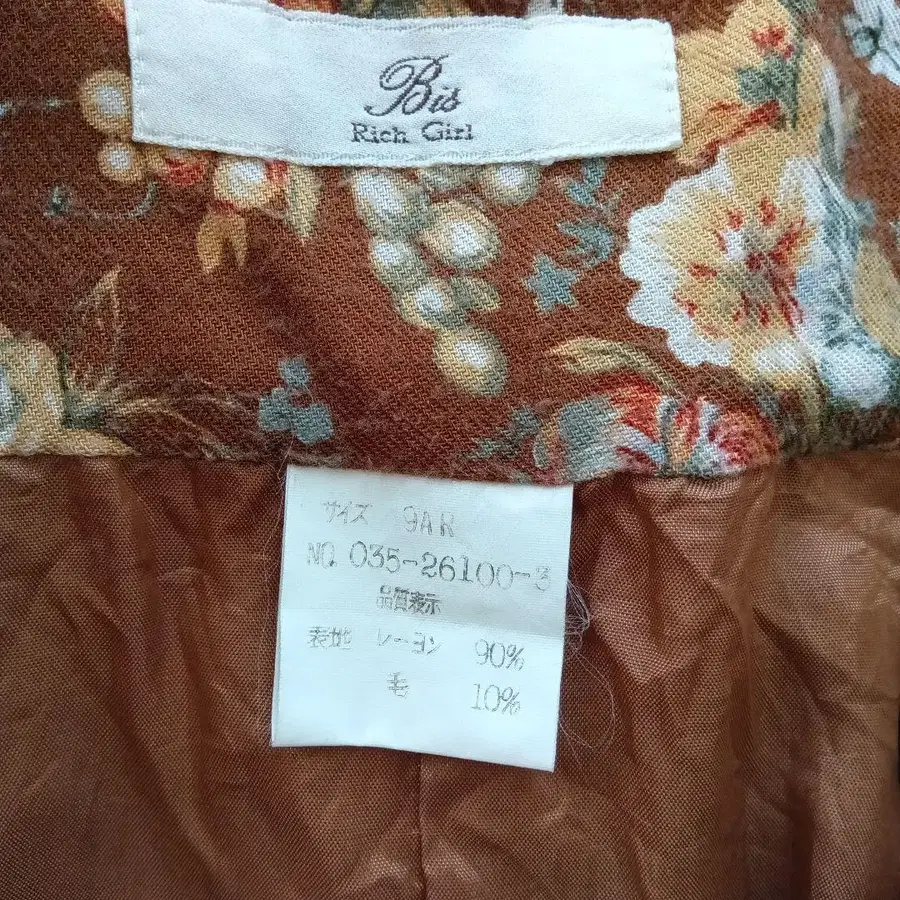 Bis
Rich Girl
サイズ 9AR
NO. 035-26100-3
品質表示
表地 レーヨン 90%
毛 10%